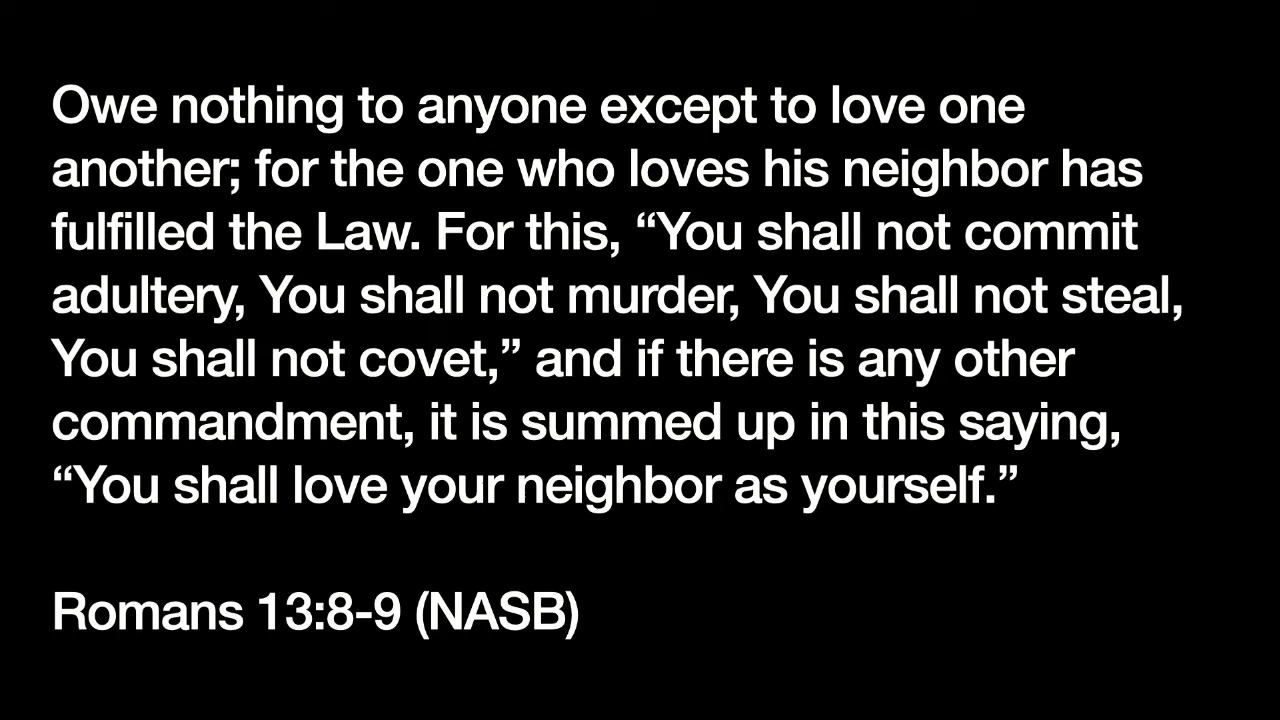 Owe nothing to anyone except to love one
another; for the one who loves his neighbor has
fulfilled the Law. For this, “You shall not commit
adultery, You shall not murder, You shall not steal,
You shall not covet,” and if there is any other
commandment, it is summed up in this saying,
“You shall love your neighbor as yourself.”
Romans 13:8-9 (NASB)